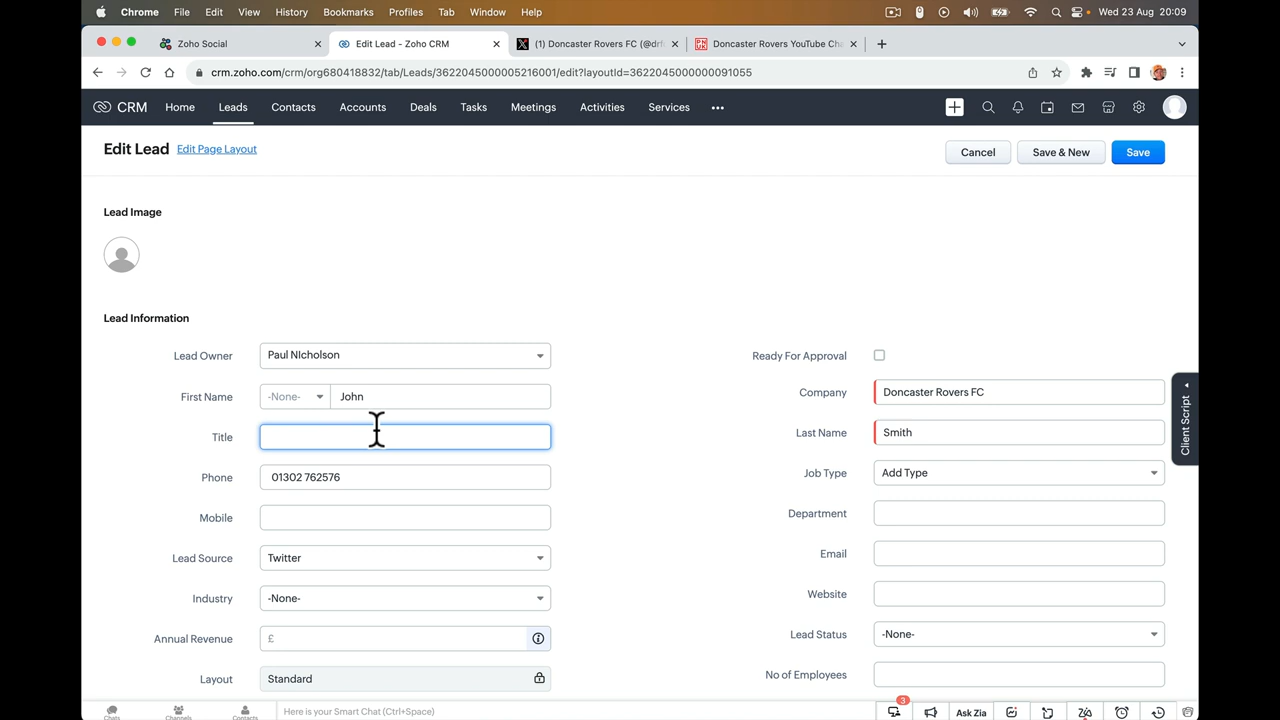 Chrome File Edit View History Bookmarks Profiles Tab Window Help Wed 23 Aug 20:09
Zoho Social Edit Lead - Zoho CRM (1) Doncaster Rovers FC (@drf Doncaster Rovers YouTube Cha
crm.zoho.com/crm/org680418832/tab/Leads/3622045000005216001/edit?layoutId=3622045000000091055
CRM Home Leads Contacts Accounts Deals Tasks Meetings Activities Services
Edit Lead Edit Page Layout Cancel Save & New Save
Lead Image
Lead Information
Lead Owner Paul NIcholson Ready For Approval
First Name -None- John Company Doncaster Rovers FC
Title Last Name Smith
Phone 01302 762576 Job Type Add Type
Mobile Department
Lead Source Twitter Email
Industry -None- Website
Annual Revenue £ Lead Status -None-
Layout Standard No of Employees
Client Script
3
Chats Channels Contacts Here is your Smart Chat (Ctrl+Space) Ask Zia